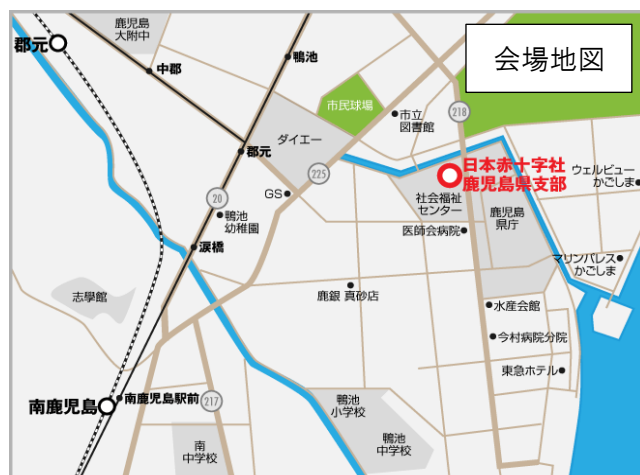 鹿児島
大附中
郡元
中郡
鴨池
会場地図
市民球場
市立
図書館
218
ダイエー
郡元
225
日本赤十字社
鹿児島県支部
ウェルビュー
かごしま
GS
20
鴨池
幼稚園
社会福祉
センター
鹿児島
県庁
医師会病院
涙橋
マリンパレス
かごしま
志學館
鹿銀 真砂店
水産会館
今村病院分院
東急ホテル
南鹿児島
南鹿児島駅前
217
鴨池
小学校
鴨池
中学校
南
中学校